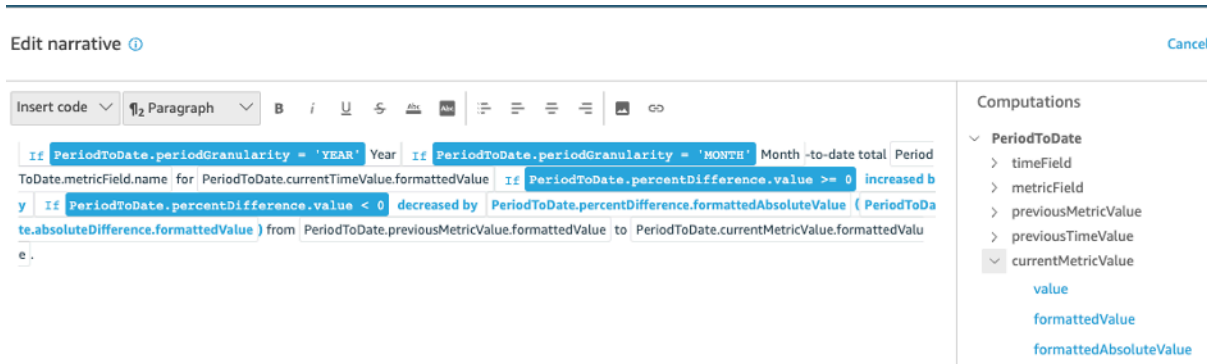 Edit narrative
Cancel
Insert code
¶2 Paragraph
B i U S Abc Abc
If PeriodToDate.periodGranularity = 'YEAR' Year If PeriodToDate.periodGranularity = 'MONTH' Month -to-date total Period
ToDate.metricField.name for PeriodToDate.currentTimeValue.formattedValue If PeriodToDate.percentDifference.value >= 0 increased b
y If PeriodToDate.percentDifference.value < 0 decreased by PeriodToDate.percentDifference.formattedAbsoluteValue ( PeriodToDa
te.absoluteDifference.formattedValue ) from PeriodToDate.previousMetricValue.formattedValue to PeriodToDate.currentMetricValue.formattedValu
e .
Computations
PeriodToDate
timeField
metricField
previousMetricValue
previousTimeValue
currentMetricValue
value
formattedValue
formattedAbsoluteValue